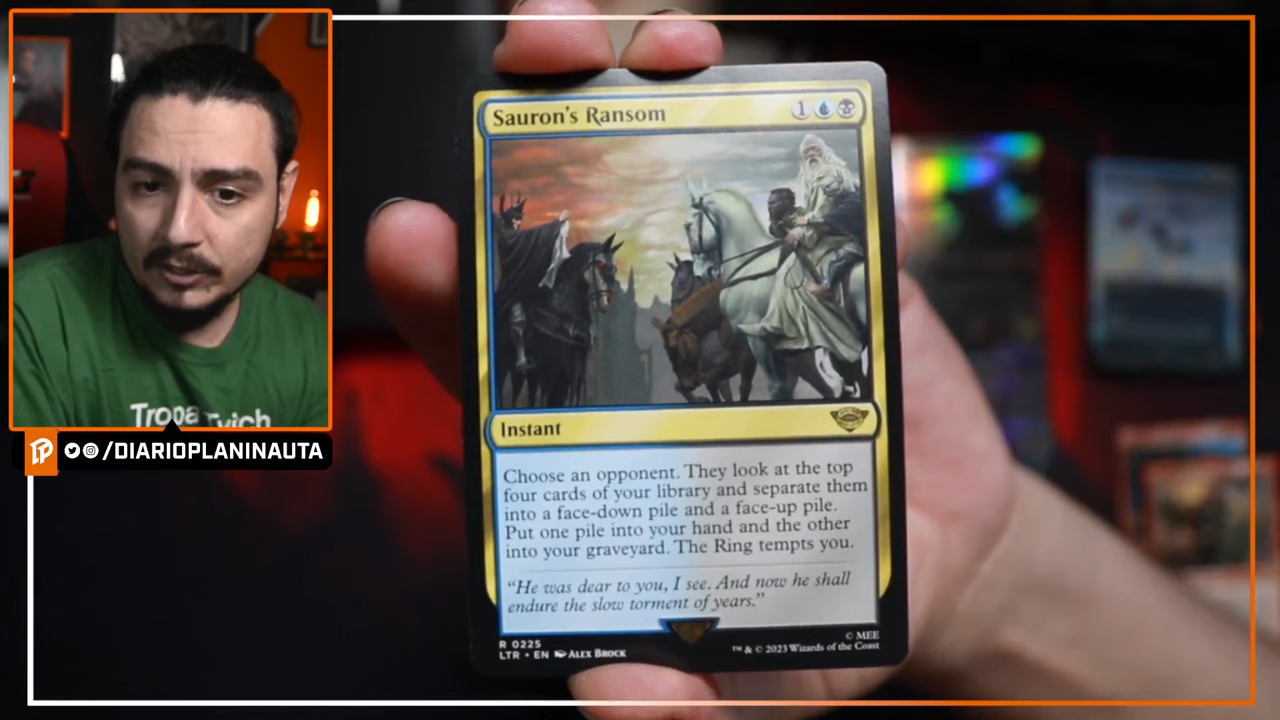 Sauron's Ransom
1
Instant
Choose an opponent. They look at the top
four cards of your library and separate them
into a face-down pile and a face-up pile.
Put one pile into your hand and the other
into your graveyard. The Ring tempts you.
"He was dear to you, I see. And now he shall
endure the slow torment of years."
R 0225
LTR • EN ALEX BROCK
© MEE
™ & © 2023 Wizards of the Coast
Tropa Tvich
/DIARIOPLANINAUTA